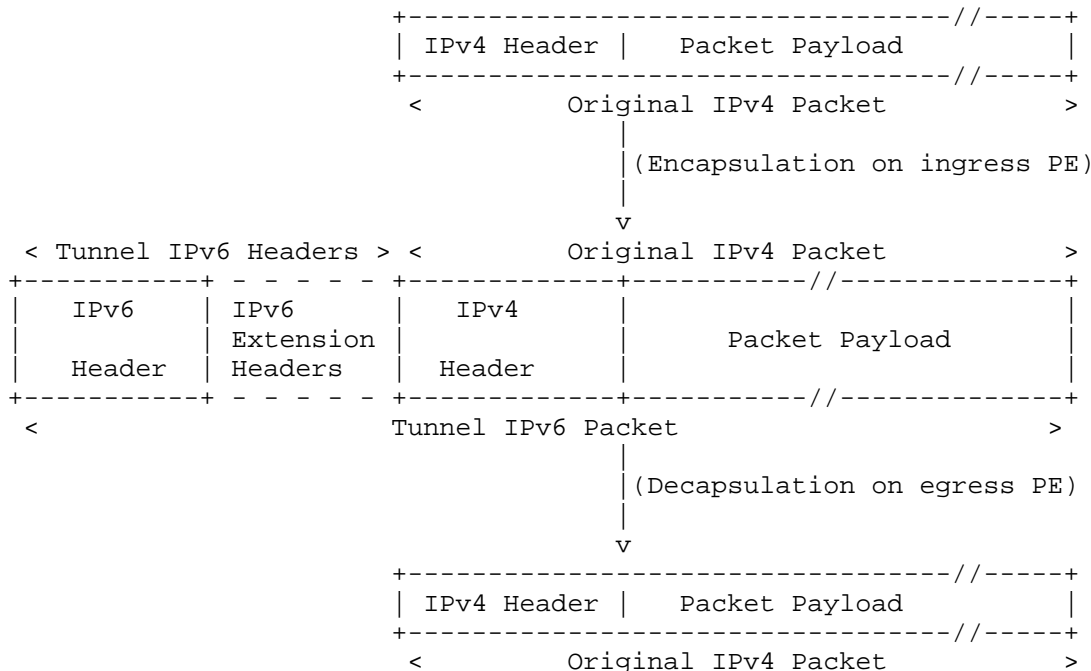 IPv4 Header Packet Payload
< Original IPv4 Packet >
(Encapsulation on ingress PE)
v
< Tunnel IPv6 Headers > < Original IPv4 Packet >
IPv6 IPv6 IPv4
Extension Packet Payload
Header Headers Header
< Tunnel IPv6 Packet >
(Decapsulation on egress PE)
v
IPv4 Header Packet Payload
< Original IPv4 Packet >